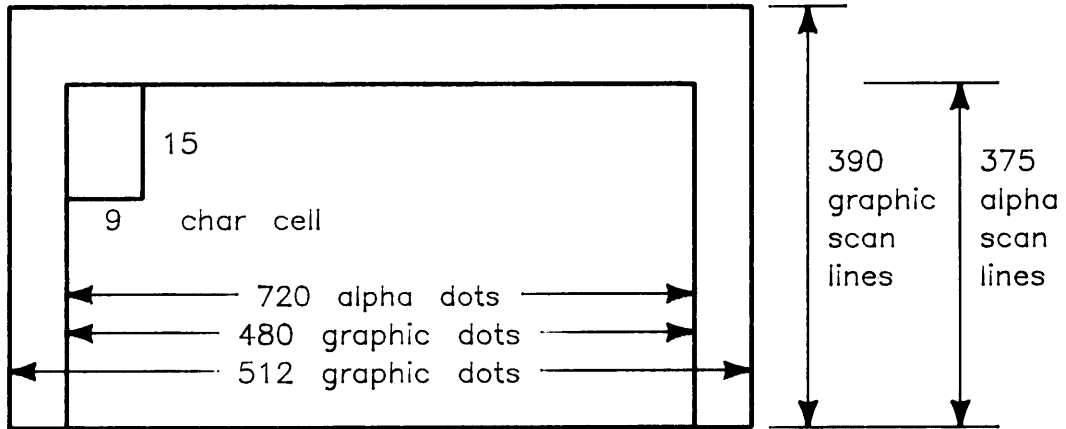 15
9 char cell
720 alpha dots
480 graphic dots
512 graphic dots
390
graphic
scan
lines
375
alpha
scan
lines